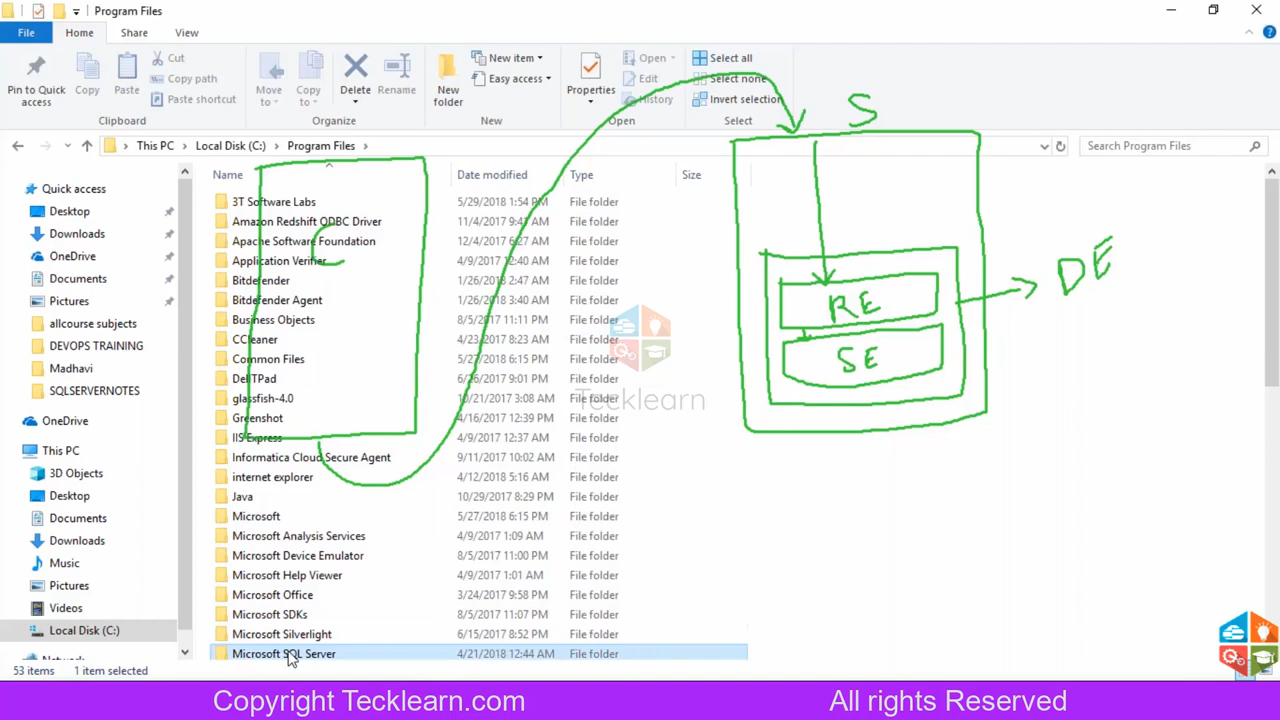 Program Files
File Home Share View
Pin to Quick access
Copy
Paste
Cut
Copy path
Paste shortcut
Clipboard
Move to
Copy to
Delete
Rename
Organize
New folder
New item
Easy access
New
Properties
Open
Edit
History
Open
Select all
Select none
Invert selection
Select
This PC > Local Disk (C:) > Program Files >
Search Program Files
Quick access
Desktop
Downloads
OneDrive
Documents
Pictures
allcourse subjects
DEVOPS TRAINING
Madhavi
SQLSERVERNOTES
OneDrive
This PC
3D Objects
Desktop
Documents
Downloads
Music
Pictures
Videos
Local Disk (C:)
Network
Name Date modified Type Size
3T Software Labs 5/29/2018 1:54 PM File folder
Amazon Redshift ODBC Driver 11/4/2017 9:41 AM File folder
Apache Software Foundation 12/4/2017 6:27 AM File folder
Application Verifier 4/9/2017 12:40 AM File folder
Bitdefender 1/26/2018 2:47 AM File folder
Bitdefender Agent 1/26/2018 3:40 AM File folder
Business Objects 8/5/2017 11:11 PM File folder
CCleaner 4/23/2017 8:23 AM File folder
Common Files 5/27/2018 6:15 PM File folder
DellTPad 6/26/2017 9:01 PM File folder
glassfish-4.0 10/21/2017 3:08 PM File folder
Greenshot 4/16/2017 12:39 PM File folder
IIS Express 4/9/2017 12:37 AM File folder
Informatica Cloud Secure Agent 9/11/2017 10:02 AM File folder
internet explorer 4/12/2018 5:16 AM File folder
Java 10/29/2017 8:29 PM File folder
Microsoft 5/27/2018 6:15 PM File folder
Microsoft Analysis Services 4/9/2017 1:09 AM File folder
Microsoft Device Emulator 8/5/2017 11:00 PM File folder
Microsoft Help Viewer 4/9/2017 1:01 AM File folder
Microsoft Office 3/24/2017 9:58 PM File folder
Microsoft SDKs 8/5/2017 11:07 PM File folder
Microsoft Silverlight 6/15/2017 8:52 PM File folder
Microsoft SQL Server 4/21/2018 12:44 AM File folder
C
S
RE
SE
DE
Tecklearn
53 items 1 item selected
Copyright Tecklearn.com All rights Reserved